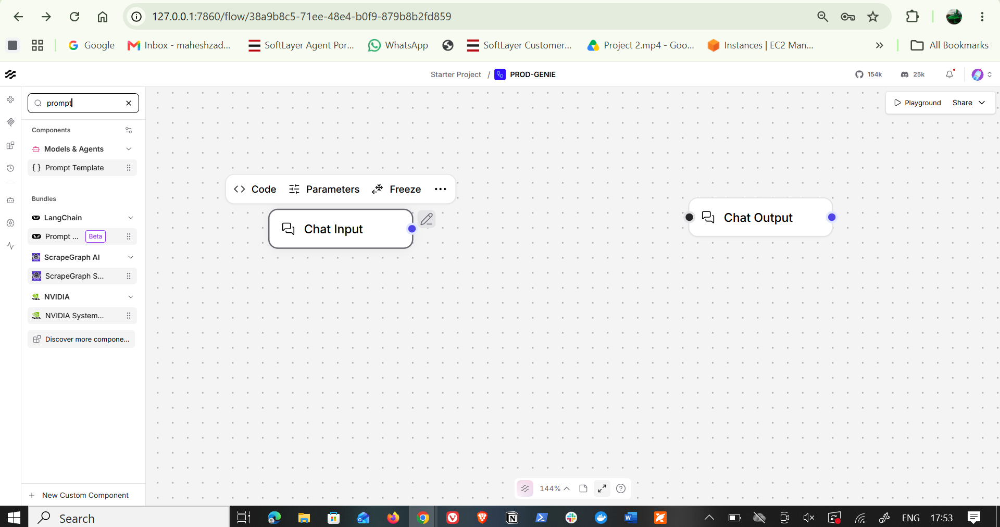 127.0.0.1:7860/flow/38a9b8c5-71ee-48e4-b0f9-879b8b2fd859
Google
Inbox - maheshzad...
SoftLayer Agent Por...
WhatsApp
SoftLayer Customer...
Project 2.mp4 - Goo...
Instances | EC2 Man...
All Bookmarks
Starter Project / PROD-GENIE
154k
25k
prompt
Playground
Share
Components
Models & Agents
Prompt Template
Bundles
LangChain
Prompt ... Beta
ScrapeGraph AI
ScrapeGraph S...
NVIDIA
NVIDIA System...
Discover more compone...
New Custom Component
Code
Parameters
Freeze
Chat Input
Chat Output
144%
Search
ENG
17:53